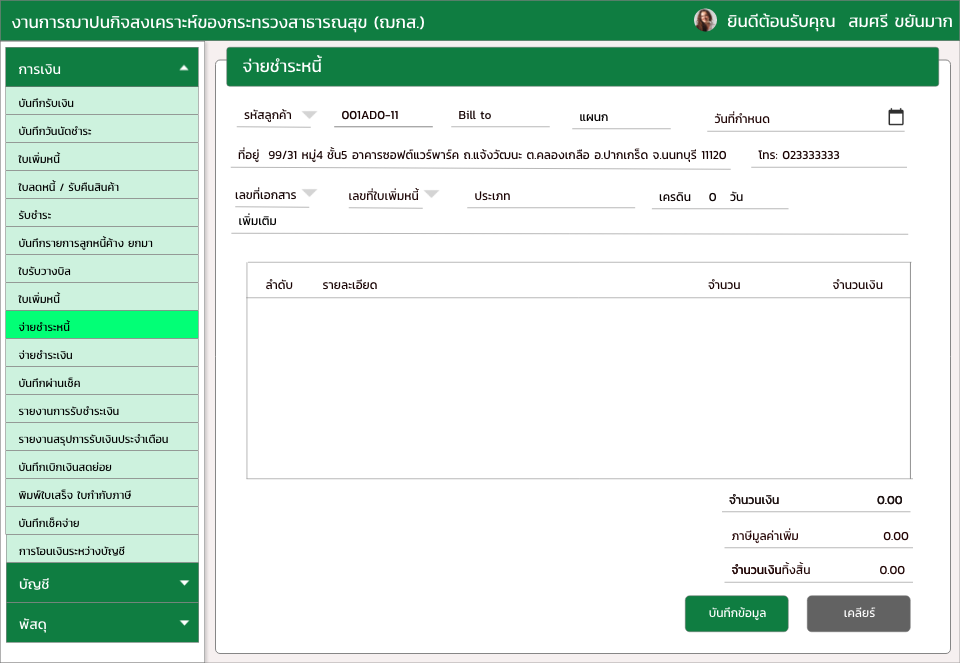 งานการฌาปนกิจสงเคราะห์ของกระทรวงสาธารณสุข (ฌกส.)
ยินดีต้อนรับคุณ สมศรี ขยันมาก
การเงิน
บันทึกรับเงิน
บันทึกวันนัดชำระ
ใบเพิ่มหนี้
ใบลดหนี้ / รับคืนสินค้า
รับชำระ
บันทึกรายการลูกหนี้ค้าง ยกมา
ใบรับวางบิล
ใบเพิ่มหนี้
จ่ายชำระหนี้
จ่ายชำระเงิน
บันทึกผ่านเช็ค
รายงานการรับชำระเงิน
รายงานสรุปการรับเงินประจำเดือน
บันทึกเบิกเงินสดย่อย
พิมพ์ใบเสร็จ ใบกำกับภาษี
บันทึกเช็คจ่าย
การโอนเงินระหว่างบัญชี
บัญชี
พัสดุ
จ่ายชำระหนี้
รหัสลูกค้า 001AD0-11 Bill to แผนก วันที่กำหนด
ที่อยู่ 99/31 หมู่4 ชั้น5 อาคารซอฟต์แวร์พาร์ค ถ.แจ้งวัฒนะ ต.คลองเกลือ อ.ปากเกร็ด จ.นนทบุรี 11120 โทร: 023333333
เลขที่เอกสาร เลขที่ใบเพิ่มหนี้ ประเภท เครดิน 0 วัน
เพิ่มเติม
ลำดับ รายละเอียด จำนวน จำนวนเงิน
จำนวนเงิน 0.00
ภาษีมูลค่าเพิ่ม 0.00
จำนวนเงินทั้งสิ้น 0.00
บันทึกข้อมูล เคลียร์